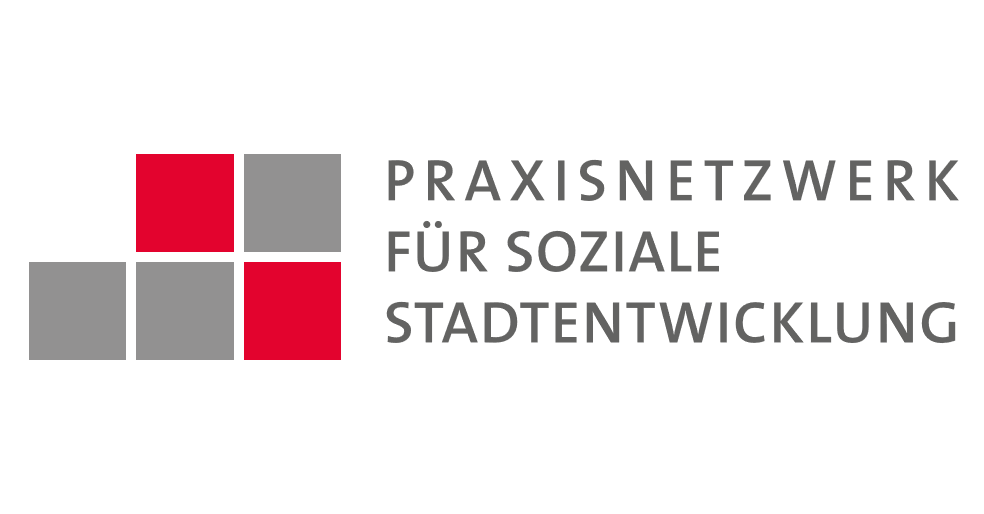 PRAXISNETZWERK
FÜR SOZIALE
STADTENTWICKLUNG